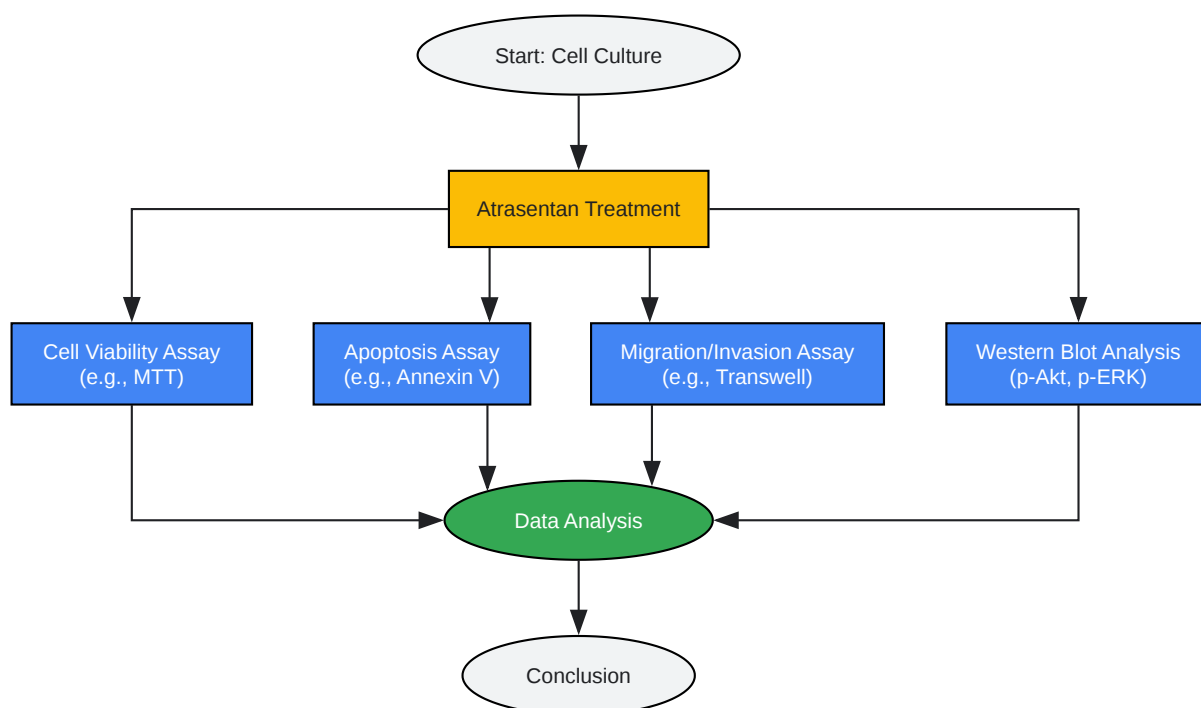 Start: Cell Culture
Atrasentan Treatment
Cell Viability Assay
(e.g., MTT)
Apoptosis Assay
(e.g., Annexin V)
Migration/Invasion Assay
(e.g., Transwell)
Western Blot Analysis
(p-Akt, p-ERK)
Data Analysis
Conclusion